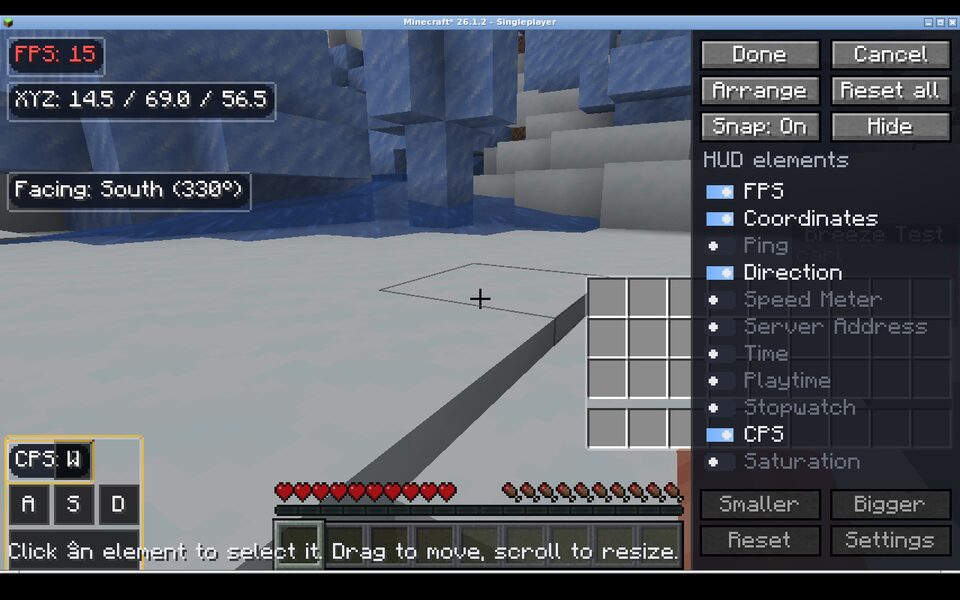 Minecraft* 26.1.2 - Singleplayer
FPS: 15
XYZ: 14.5 / 69.0 / 56.5
Facing: South (330°)
CPS:
W
A S D
Click an element to select it. Drag to move, scroll to resize.
Done Cancel
Arrange Reset all
Snap: On Hide
HUD elements
FPS
Coordinates
Ping
Direction
Speed Meter
Server Address
Time
Playtime
Stopwatch
CPS
Saturation
Smaller Bigger
Reset Settings